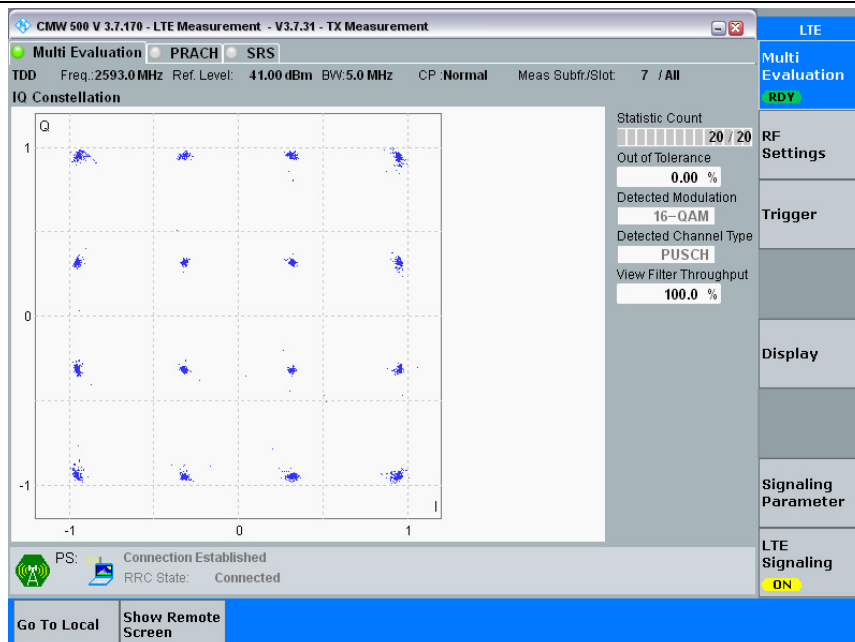 CMW 500 V 3.7.170 - LTE Measurement - V3.7.31 - TX Measurement
LTE
Multi Evaluation PRACH SRS
Multi
Evaluation
RDY
TDD Freq.:2593.0 MHz Ref. Level: 41.00 dBm BW:5.0 MHz CP :Normal Meas Subfr./Slot: 7 / All
IQ Constellation
Q
1
0
-1
I
-1 0 1
Statistic Count
20 / 20
Out of Tolerance
0.00 %
Detected Modulation
16-QAM
Detected Channel Type
PUSCH
View Filter Throughput
100.0 %
RF
Settings
Trigger
Display
Signaling
Parameter
LTE
Signaling
ON
PS: Connection Established
RRC State: Connected
Go To Local
Show Remote
Screen